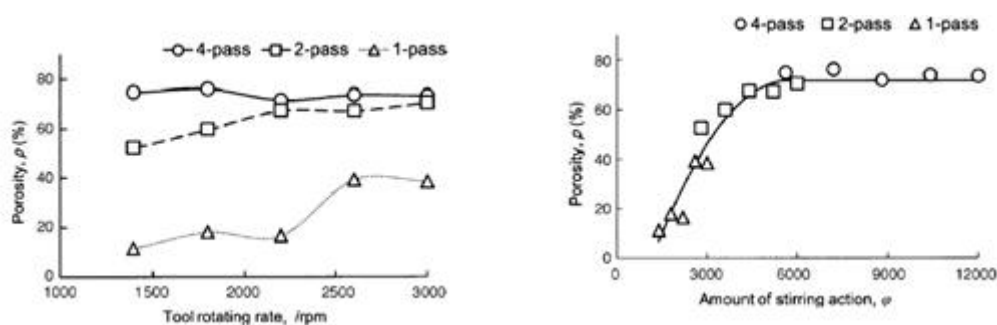 4-pass 2-pass 1-pass
Porosity, p (%)
80
60
40
20
0
1000 1500 2000 2500 3000
Tool rotating rate, /rpm
4-pass 2-pass 1-pass
Porosity, p (%)
80
60
40
20
0
0 3000 6000 9000 12000
Amount of stirring action, φ